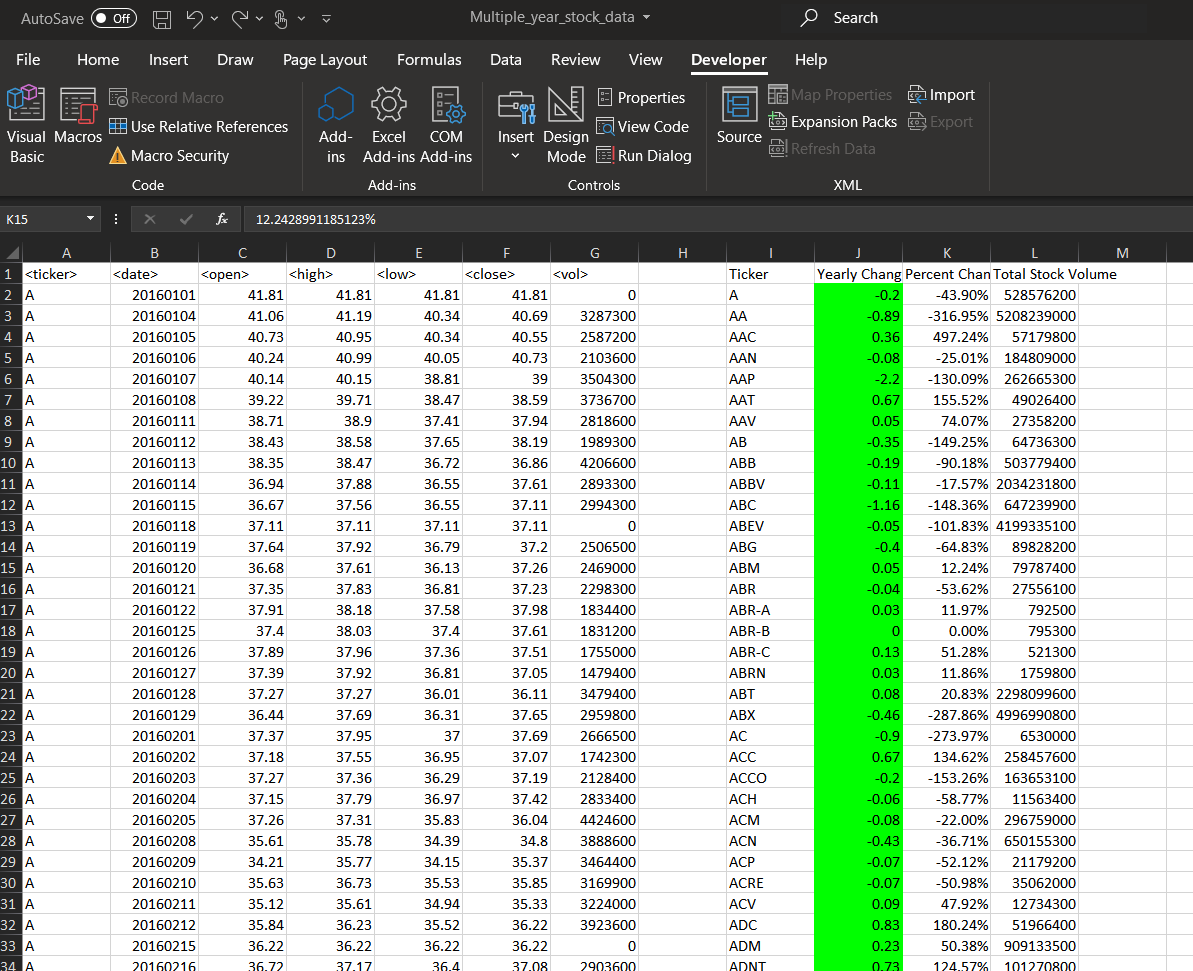 AutoSave Off Multiple_year_stock_data Search
File Home Insert Draw Page Layout Formulas Data Review View Developer Help
Visual Basic Macros Record Macro Use Relative References Macro Security Code
Add-ins Excel Add-ins COM Add-ins Add-ins
Insert Design Mode Properties View Code Run Dialog Controls
Source Map Properties Expansion Packs Refresh Data Import Export XML
K15 fx 12.2428991185123%
A B C D E F G H I J K L M
1 <ticker> <date> <open> <high> <low> <close> <vol> Ticker Yearly Chang Percent Chan Total Stock Volume
2 A 20160101 41.81 41.81 41.81 41.81 0 A -0.2 -43.90% 528576200
3 A 20160104 41.06 41.19 40.34 40.69 3287300 AA -0.89 -316.95% 5208239000
4 A 20160105 40.73 40.95 40.34 40.55 2587200 AAC 0.36 497.24% 57179800
5 A 20160106 40.24 40.99 40.05 40.73 2103600 AAN -0.08 -25.01% 184809000
6 A 20160107 40.14 40.15 38.81 39 3504300 AAP -2.2 -130.09% 262665300
7 A 20160108 39.22 39.71 38.47 38.59 3736700 AAT 0.67 155.52% 49026400
8 A 20160111 38.71 38.9 37.41 37.94 2818600 AAV 0.05 74.07% 27358200
9 A 20160112 38.43 38.58 37.65 38.19 1989300 AB -0.35 -149.25% 64736300
10 A 20160113 38.35 38.47 36.72 36.86 4206600 ABB -0.19 -90.18% 503779400
11 A 20160114 36.94 37.88 36.55 37.61 2893300 ABBV -0.11 -17.57% 2034231800
12 A 20160115 36.67 37.56 36.55 37.11 2994300 ABC -1.16 -148.36% 647239900
13 A 20160118 37.11 37.11 37.11 37.11 0 ABEV -0.05 -101.83% 4199335100
14 A 20160119 37.64 37.92 36.79 37.2 2506500 ABG -0.4 -64.83% 89828200
15 A 20160120 36.68 37.61 36.13 37.26 2469000 ABM 0.05 12.24% 79787400
16 A 20160121 37.35 37.83 36.81 37.23 2298300 ABR -0.04 -53.62% 27556100
17 A 20160122 37.91 38.18 37.58 37.98 1834400 ABR-A 0.03 11.97% 792500
18 A 20160125 37.4 38.03 37.4 37.61 1831200 ABR-B 0 0.00% 795300
19 A 20160126 37.89 37.96 37.36 37.51 1755000 ABR-C 0.13 51.28% 521300
20 A 20160127 37.39 37.92 36.81 37.05 1479400 ABRN 0.03 11.86% 1759800
21 A 20160128 37.27 37.27 36.01 36.11 3479400 ABT 0.08 20.83% 2298099600
22 A 20160129 36.44 37.69 36.31 37.65 2959800 ABX -0.46 -287.86% 4996990800
23 A 20160201 37.37 37.95 37 37.69 2666500 AC -0.9 -273.97% 6530000
24 A 20160202 37.18 37.55 36.95 37.07 1742300 ACC 0.67 134.62% 258457600
25 A 20160203 37.27 37.36 36.29 37.19 2128400 ACCO -0.2 -153.26% 163653100
26 A 20160204 37.15 37.79 36.97 37.42 2833400 ACH -0.06 -58.77% 11563400
27 A 20160205 37.26 37.31 35.83 36.04 4424600 ACM -0.08 -22.00% 296759000
28 A 20160208 35.61 35.78 34.39 34.8 3888600 ACN -0.43 -36.71% 650155300
29 A 20160209 34.21 35.77 34.15 35.37 3464400 ACP -0.07 -52.12% 21179200
30 A 20160210 35.63 36.73 35.53 35.85 3169900 ACRE -0.07 -50.98% 35062000
31 A 20160211 35.12 35.61 34.94 35.33 3224000 ACV 0.09 47.92% 12734300
32 A 20160212 35.84 36.23 35.52 36.22 3923600 ADC 0.83 180.24% 51966400
33 A 20160215 36.22 36.22 36.22 36.22 0 ADM 0.23 50.38% 909133500
34 A 20160216 36.72 37.17 36.4 37.08 2903600 ADNT 0.73 124.57% 101270800